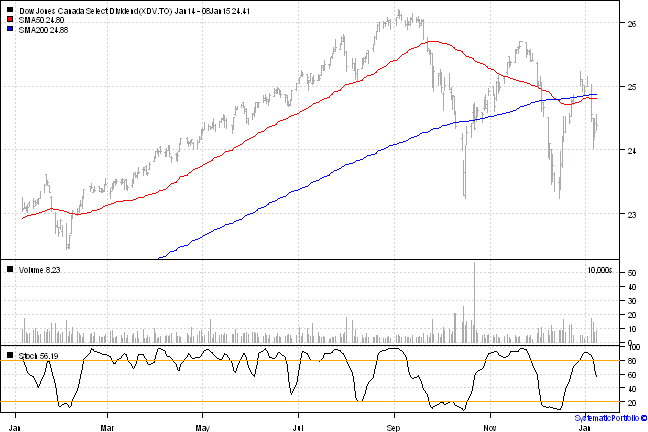 Dow Jones Canada Select Dividend(XDV.TO) Jan14 - 08Jan15 24.41
SMA50 24.80
SMA200 24.88
26
25
24
23
Volume 8.23
10,000s
50
40
30
20
10
0
Stoch 56.19
100
80
60
40
20
Jan
Mar
May
Jul
Sep
Nov
Jan
SystematicPortfolio ©